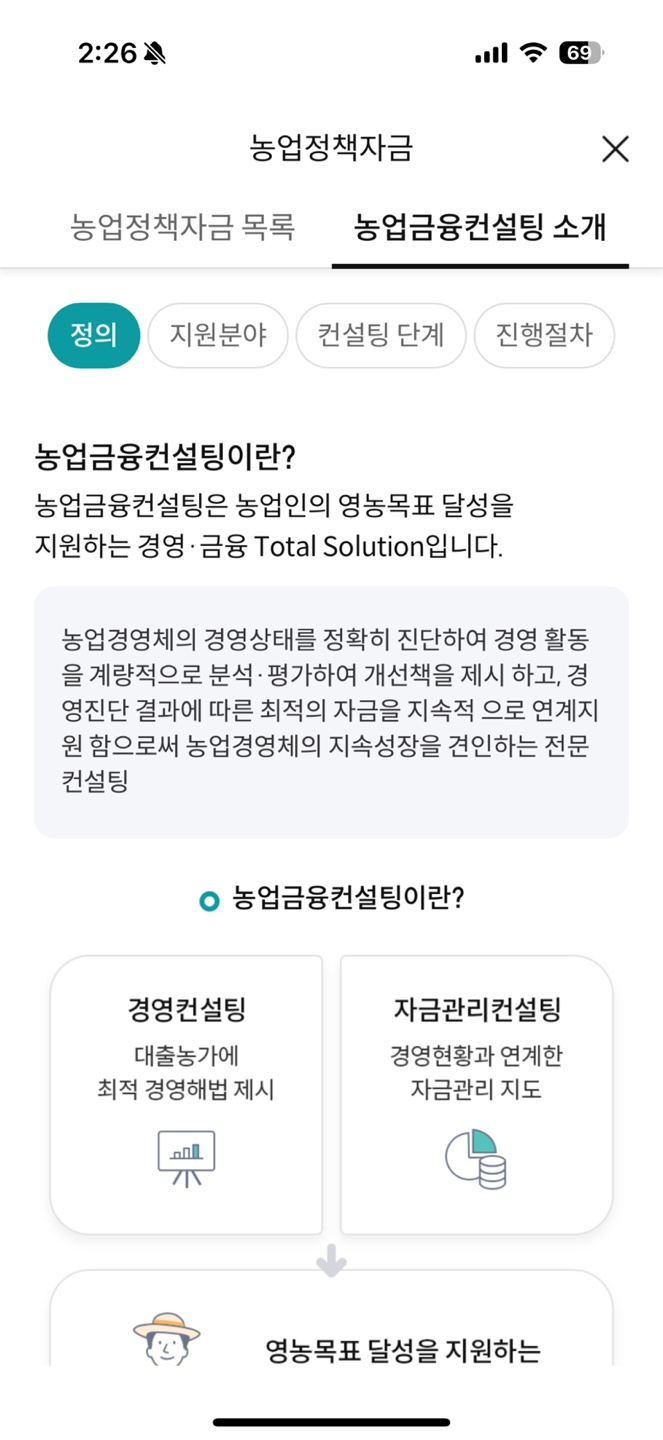 2:26
69
농업정책자금
농업정책자금 목록
농업금융컨설팅 소개
정의
지원분야
컨설팅 단계
진행절차
농업금융컨설팅이란?
농업금융컨설팅은 농업인의 영농목표 달성을
지원하는 경영·금융 Total Solution입니다.
농업경영체의 경영상태를 정확히 진단하여 경영 활동
을 계량적으로 분석·평가하여 개선책을 제시 하고, 경
영진단 결과에 따른 최적의 자금을 지속적 으로 연계지
원 함으로써 농업경영체의 지속성장을 견인하는 전문
컨설팅
농업금융컨설팅이란?
경영컨설팅
대출농가에
최적 경영해법 제시
자금관리컨설팅
경영현황과 연계한
자금관리 지도
영농목표 달성을 지원하는